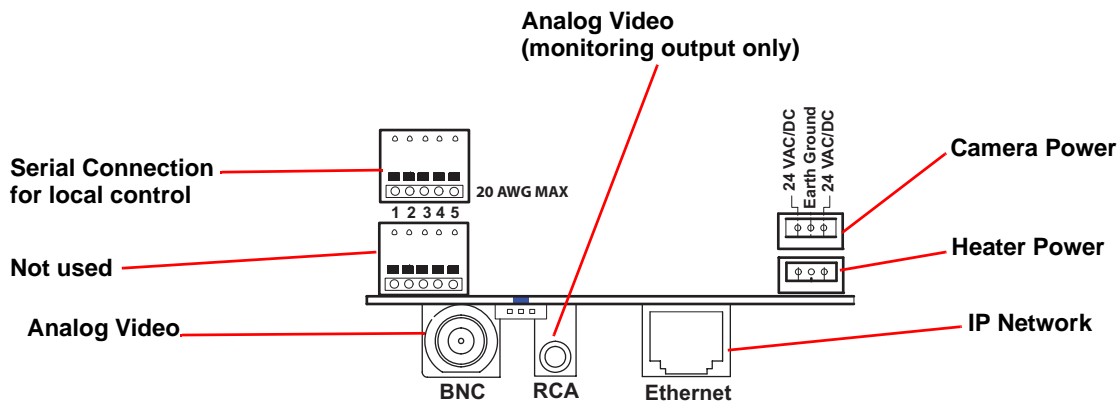 Analog Video
(monitoring output only)
24 VAC/DC
Earth Ground
24 VAC/DC
Serial Connection
for local control
20 AWG MAX
Camera Power
1 2 3 4 5
Heater Power
Not used
Analog Video
IP Network
BNC
RCA
Ethernet